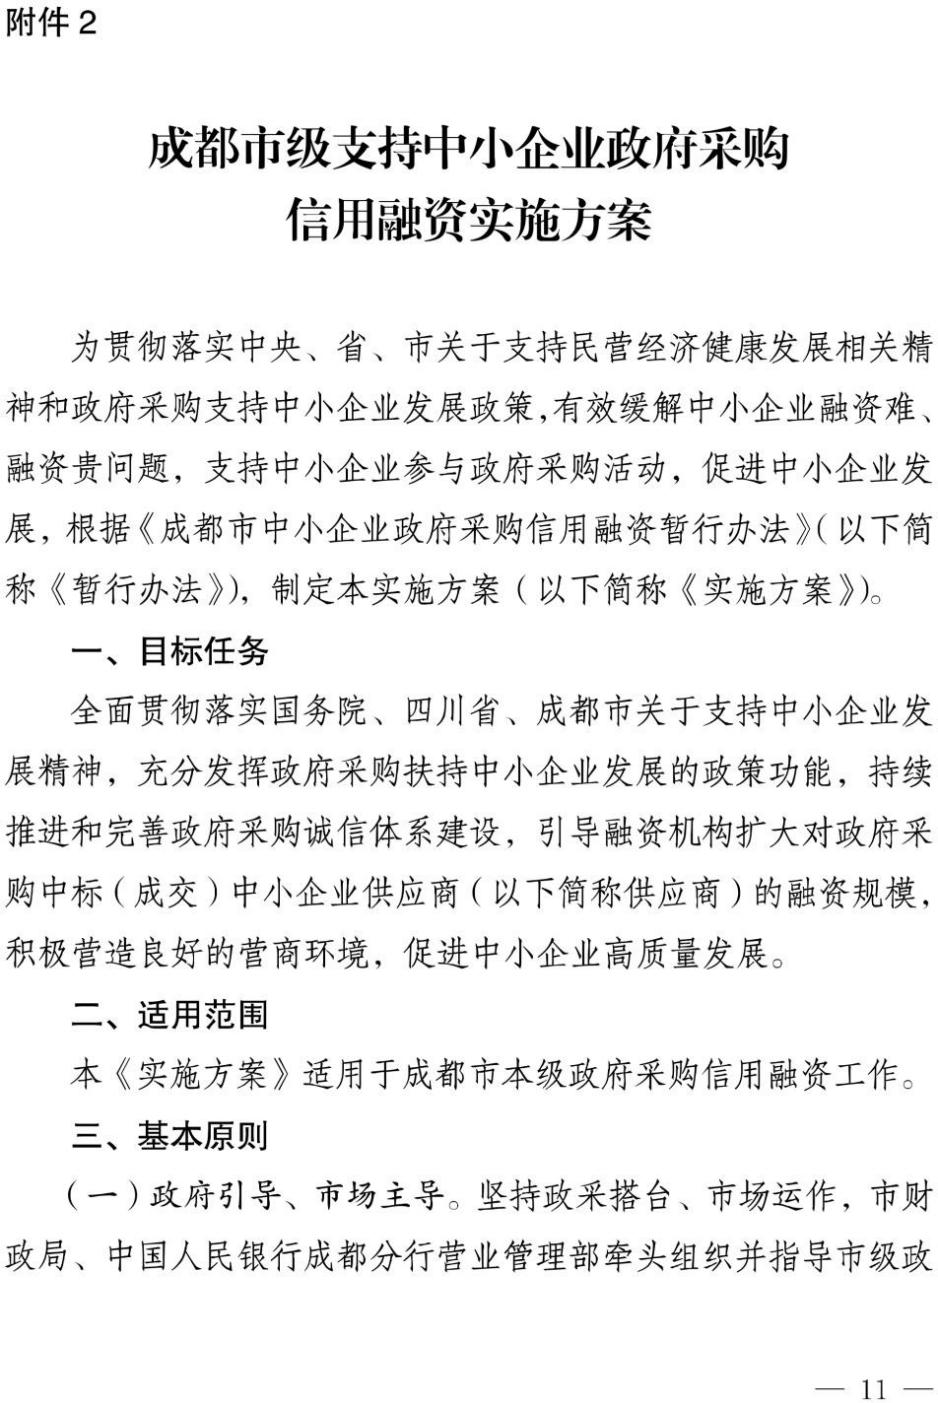 附件2
成都市级支持中小企业政府采购
信用融资实施方案
为贯彻落实中央、省、市关于支持民营经济健康发展相关精
神和政府采购支持中小企业发展政策，有效缓解中小企业融资难、
融资贵问题，支持中小企业参与政府采购活动，促进中小企业发
展，根据《成都市中小企业政府采购信用融资暂行办法》（以下简
称《暂行办法》），制定本实施方案（以下简称《实施方案》）。
一、目标任务
全面贯彻落实国务院、四川省、成都市关于支持中小企业发
展精神，充分发挥政府采购扶持中小企业发展的政策功能，持续
推进和完善政府采购诚信体系建设，引导融资机构扩大对政府采
购中标（成交）中小企业供应商（以下简称供应商）的融资规模，
积极营造良好的营商环境，促进中小企业高质量发展。
二、适用范围
本《实施方案》适用于成都市本级政府采购信用融资工作。
三、基本原则
（一）政府引导、市场主导。坚持政采搭台、市场运作，市财
政局、中国人民银行成都分行营业管理部牵头组织并指导市级政
— 11 —